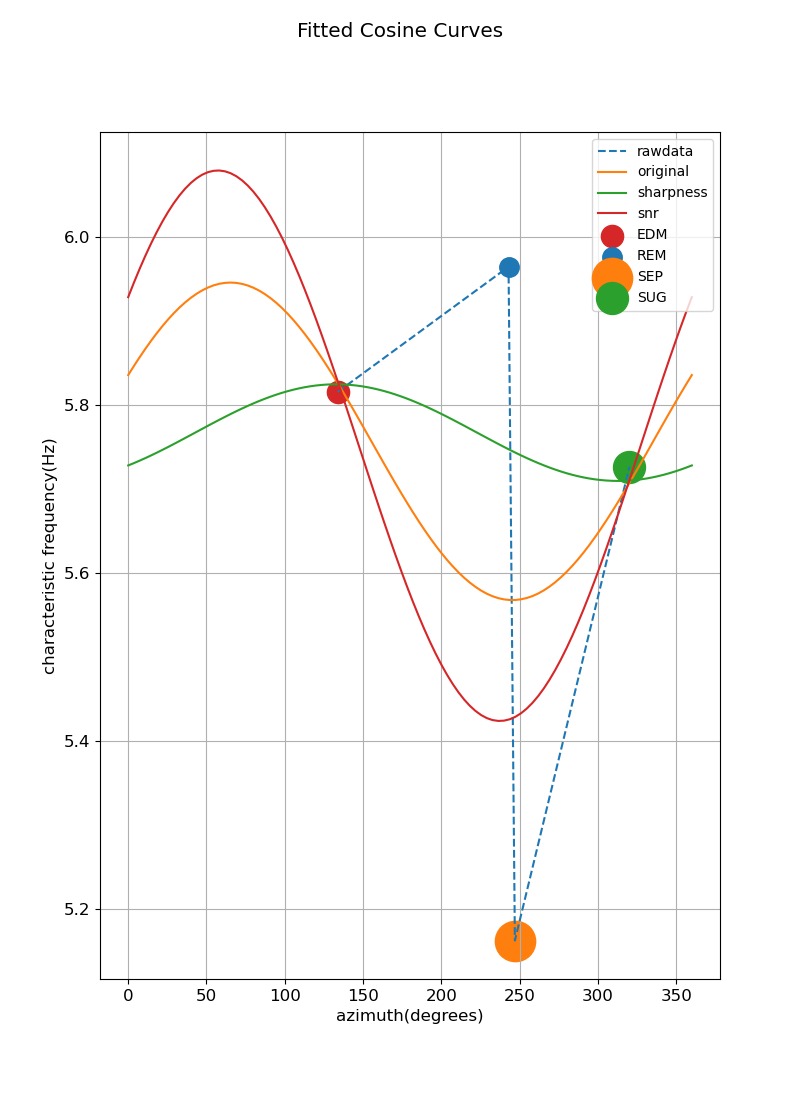 Fitted Cosine Curves
rawdata
original
sharpness
snr
EDM
REM
SEP
SUG
6.0
5.8
5.6
5.4
5.2
characteristic frequency(Hz)
0 50 100 150 200 250 300 350
azimuth(degrees)